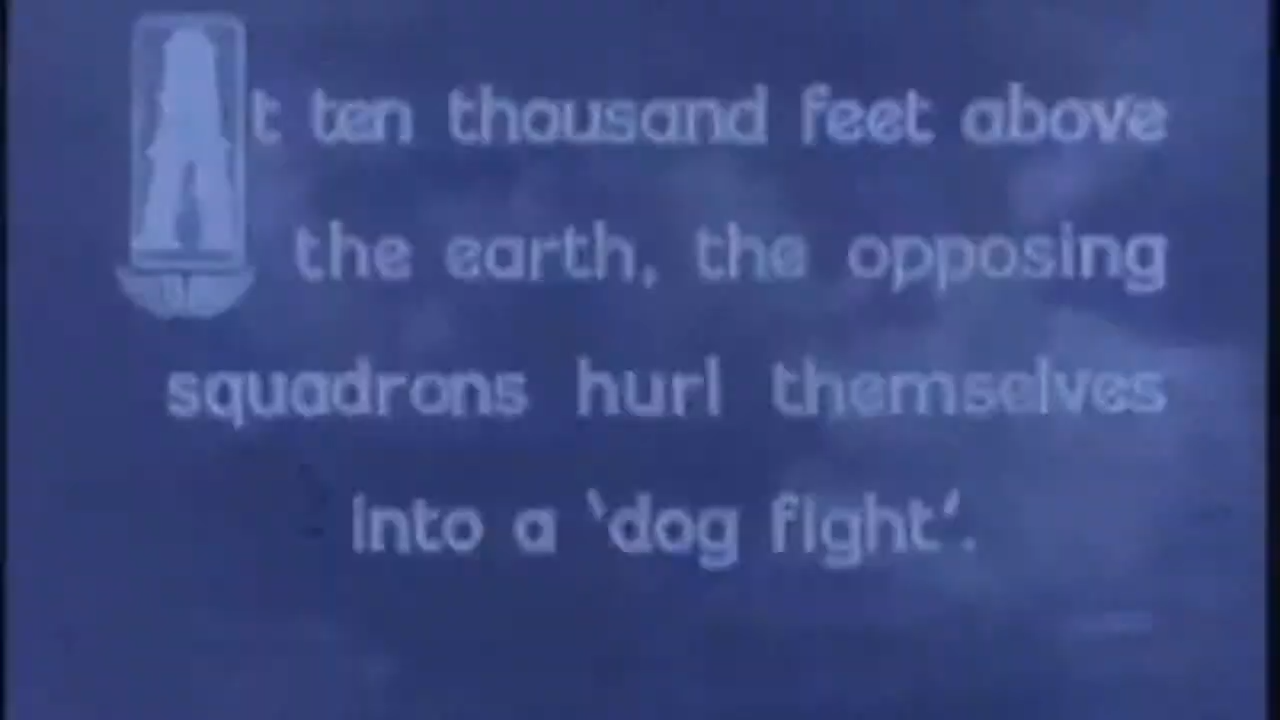 At ten thousand feet above
the earth, the opposing
squadrons hurl themselves
into a 'dog fight'.